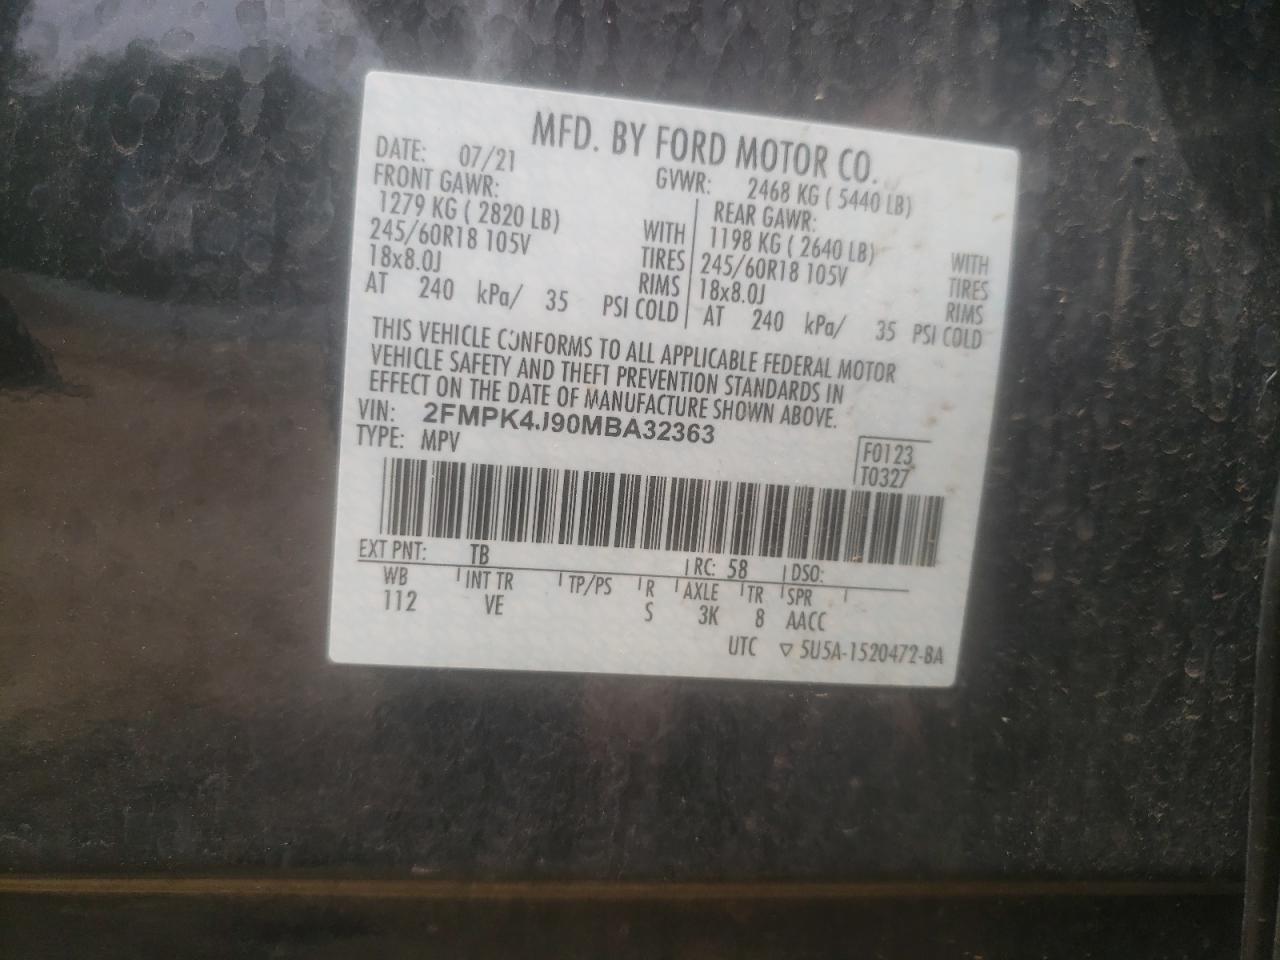 MFD. BY FORD MOTOR CO.
DATE: 07/21 GVWR: 2468 KG ( 5440 LB)
FRONT GAWR: REAR GAWR:
1279 KG ( 2820 LB) WITH 1198 KG ( 2640 LB) WITH
245/60R18 105V TIRES 245/60R18 105V TIRES
18x8.0J RIMS 18x8.0J RIMS
AT 240 kPa/ 35 PSI COLD AT 240 kPa/ 35 PSI COLD
THIS VEHICLE CONFORMS TO ALL APPLICABLE FEDERAL MOTOR
VEHICLE SAFETY AND THEFT PREVENTION STANDARDS IN
EFFECT ON THE DATE OF MANUFACTURE SHOWN ABOVE.
VIN: 2FMPK4J90MBA32363
TYPE: MPV
F0123
T0327
EXT PNT: TB RC: 58 DSO:
WB INT TR TP/PS R AXLE TR SPR
112 VE S 3K 8 AACC
UTC ▽ 5U5A-1520472-BA